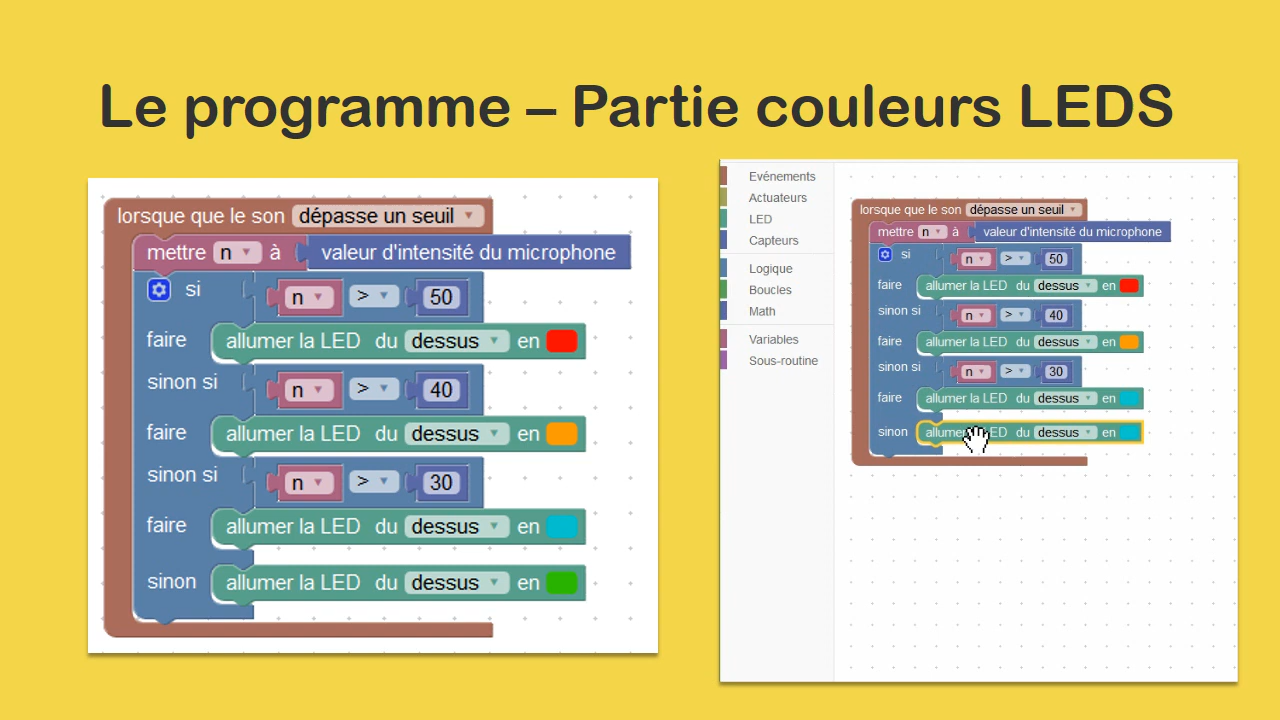 Le programme – Partie couleurs LEDS
lorsque que le son dépasse un seuil
mettre n à valeur d'intensité du microphone
si n > 50
faire allumer la LED du dessus en
sinon si n > 40
faire allumer la LED du dessus en
sinon si n > 30
faire allumer la LED du dessus en
sinon allumer la LED du dessus en
Evénements
Actuateurs
LED
Capteurs
Logique
Boucles
Math
Variables
Sous-routine
lorsque que le son dépasse un seuil
mettre n à valeur d'intensité du microphone
si n > 50
faire allumer la LED du dessus en
sinon si n > 40
faire allumer la LED du dessus en
sinon si n > 30
faire allumer la LED du dessus en
sinon allumer LED du dessus en